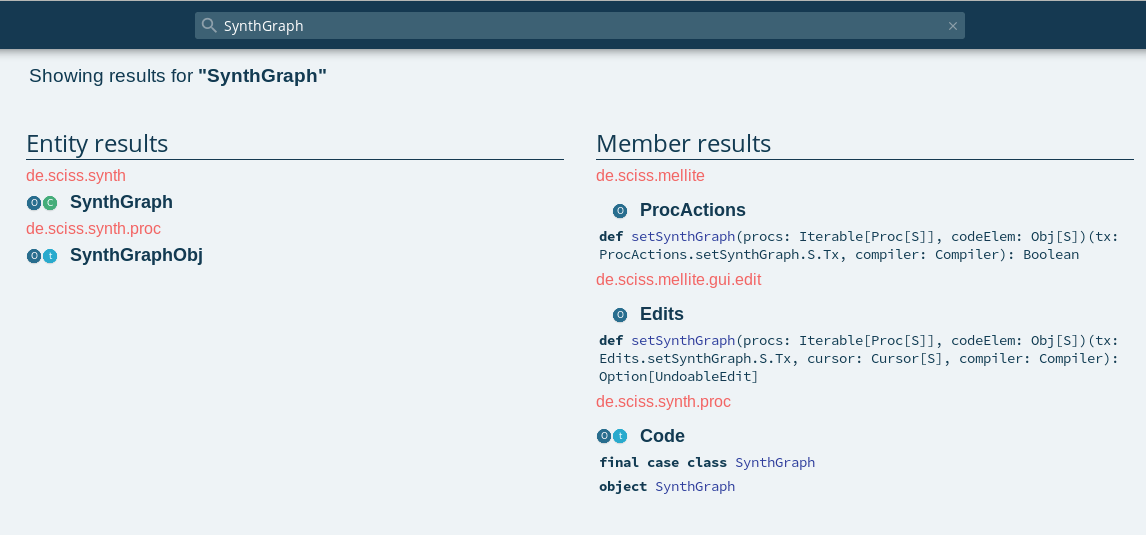 SynthGraph ×
Showing results for "SynthGraph"
Entity results
de.sciss.synth
O C SynthGraph
de.sciss.synth.proc
O t SynthGraphObj
Member results
de.sciss.mellite
O ProcActions
def setSynthGraph(procs: Iterable[Proc[S]], codeElem: Obj[S])(tx:
ProcActions.setSynthGraph.S.Tx, compiler: Compiler): Boolean
de.sciss.mellite.gui.edit
O Edits
def setSynthGraph(procs: Iterable[Proc[S]], codeElem: Obj[S])(tx:
Edits.setSynthGraph.S.Tx, cursor: Cursor[S], compiler: Compiler):
Option[UndoableEdit]
de.sciss.synth.proc
O t Code
final case class SynthGraph
object SynthGraph